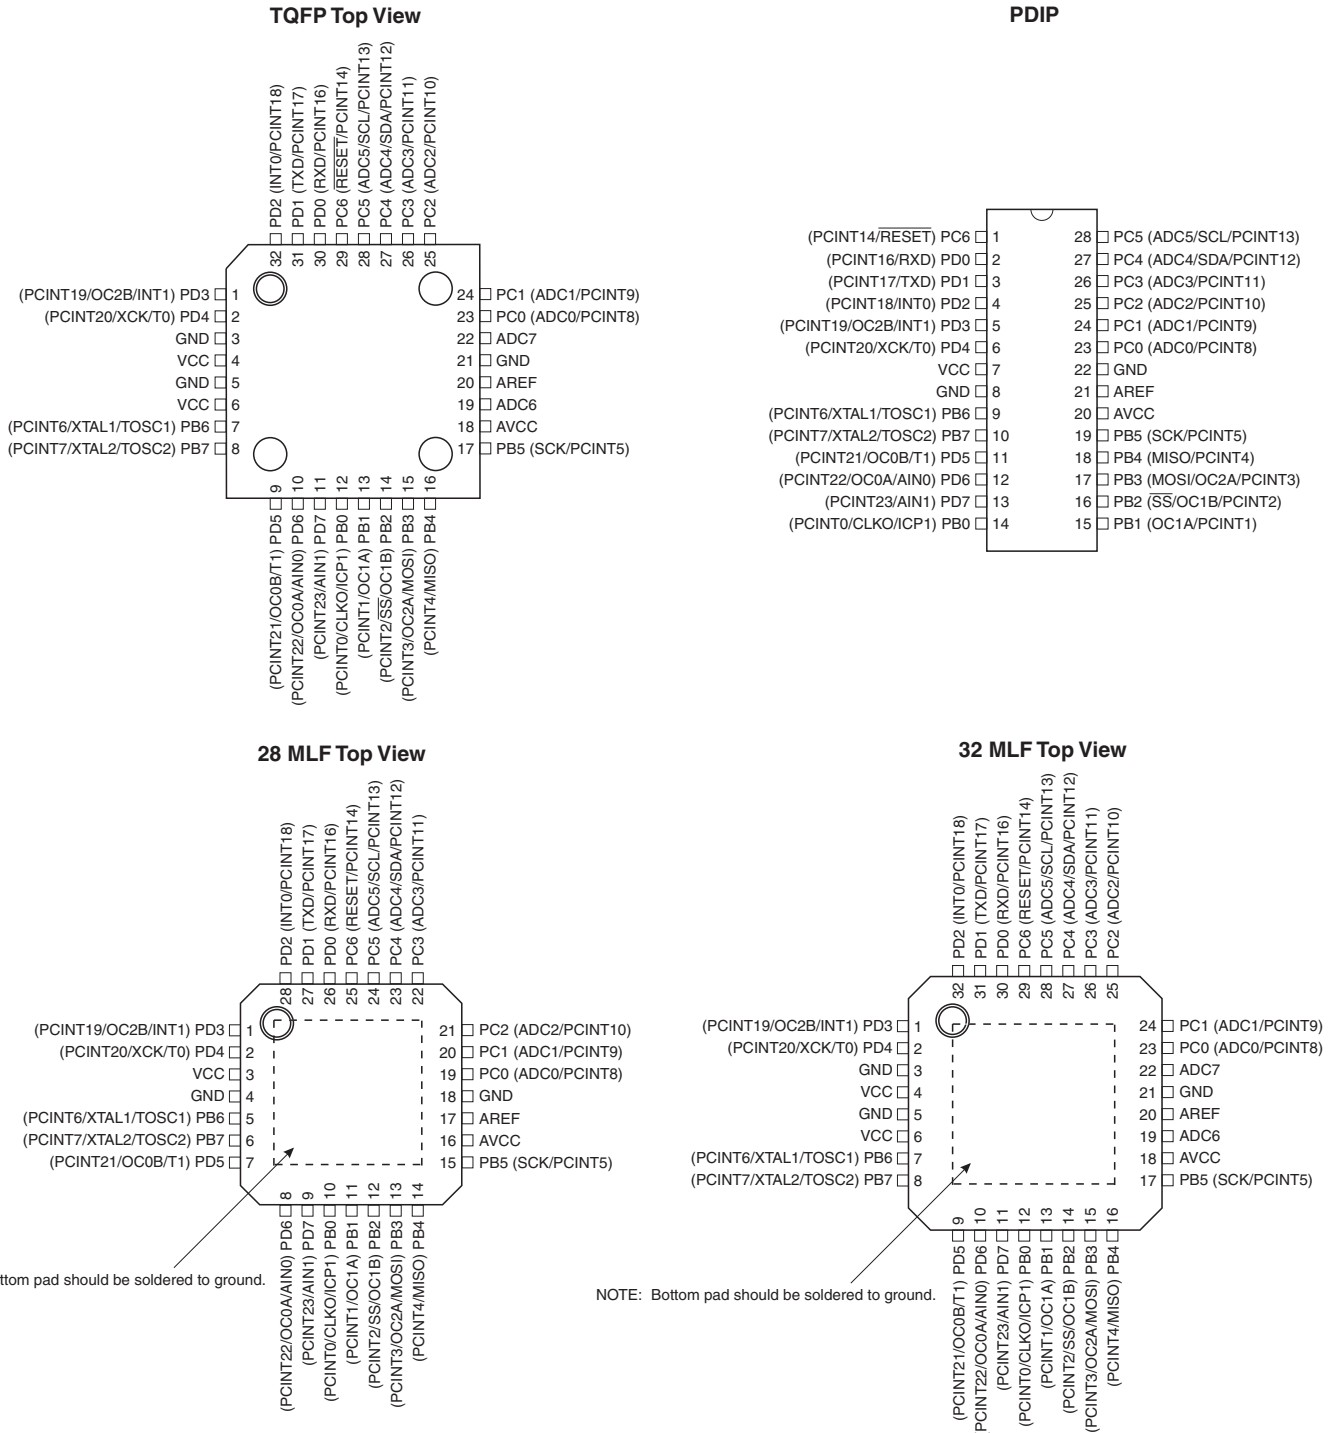 TQFP Top View
PD2 (INT0/PCINT18)
PD1 (TXD/PCINT17)
PD0 (RXD/PCINT16)
PC6 (RESET/PCINT14)
PC5 (ADC5/SCL/PCINT13)
PC4 (ADC4/SDA/PCINT12)
PC3 (ADC3/PCINT11)
PC2 (ADC2/PCINT10)
32 31 30 29 28 27 26 25
(PCINT19/OC2B/INT1) PD3 1
(PCINT20/XCK/T0) PD4 2
GND 3
VCC 4
GND 5
VCC 6
(PCINT6/XTAL1/TOSC1) PB6 7
(PCINT7/XTAL2/TOSC2) PB7 8
24 PC1 (ADC1/PCINT9)
23 PC0 (ADC0/PCINT8)
22 ADC7
21 GND
20 AREF
19 ADC6
18 AVCC
17 PB5 (SCK/PCINT5)
9 10 11 12 13 14 15 16
(PCINT21/OC0B/T1) PD5
(PCINT22/OC0A/AIN0) PD6
(PCINT23/AIN1) PD7
(PCINT0/CLKO/ICP1) PB0
(PCINT1/OC1A) PB1
(PCINT2/SS/OC1B) PB2
(PCINT3/OC2A/MOSI) PB3
(PCINT4/MISO) PB4
PDIP
(PCINT14/RESET) PC6 1
(PCINT16/RXD) PD0 2
(PCINT17/TXD) PD1 3
(PCINT18/INT0) PD2 4
(PCINT19/OC2B/INT1) PD3 5
(PCINT20/XCK/T0) PD4 6
VCC 7
GND 8
(PCINT6/XTAL1/TOSC1) PB6 9
(PCINT7/XTAL2/TOSC2) PB7 10
(PCINT21/OC0B/T1) PD5 11
(PCINT22/OC0A/AIN0) PD6 12
(PCINT23/AIN1) PD7 13
(PCINT0/CLKO/ICP1) PB0 14
28 PC5 (ADC5/SCL/PCINT13)
27 PC4 (ADC4/SDA/PCINT12)
26 PC3 (ADC3/PCINT11)
25 PC2 (ADC2/PCINT10)
24 PC1 (ADC1/PCINT9)
23 PC0 (ADC0/PCINT8)
22 GND
21 AREF
20 AVCC
19 PB5 (SCK/PCINT5)
18 PB4 (MISO/PCINT4)
17 PB3 (MOSI/OC2A/PCINT3)
16 PB2 (SS/OC1B/PCINT2)
15 PB1 (OC1A/PCINT1)
28 MLF Top View
PD2 (INT0/PCINT18)
PD1 (TXD/PCINT17)
PD0 (RXD/PCINT16)
PC6 (RESET/PCINT14)
PC5 (ADC5/SCL/PCINT13)
PC4 (ADC4/SDA/PCINT12)
PC3 (ADC3/PCINT11)
28 27 26 25 24 23 22
(PCINT19/OC2B/INT1) PD3 1
(PCINT20/XCK/T0) PD4 2
VCC 3
GND 4
(PCINT6/XTAL1/TOSC1) PB6 5
(PCINT7/XTAL2/TOSC2) PB7 6
(PCINT21/OC0B/T1) PD5 7
21 PC2 (ADC2/PCINT10)
20 PC1 (ADC1/PCINT9)
19 PC0 (ADC0/PCINT8)
18 GND
17 AREF
16 AVCC
15 PB5 (SCK/PCINT5)
8 9 10 11 12 13 14
(PCINT22/OC0A/AIN0) PD6
(PCINT23/AIN1) PD7
(PCINT0/CLKO/ICP1) PB0
(PCINT1/OC1A) PB1
(PCINT2/SS/OC1B) PB2
(PCINT3/OC2A/MOSI) PB3
(PCINT4/MISO) PB4
pad should be soldered to ground.
32 MLF Top View
PD2 (INT0/PCINT18)
PD1 (TXD/PCINT17)
PD0 (RXD/PCINT16)
PC6 (RESET/PCINT14)
PC5 (ADC5/SCL/PCINT13)
PC4 (ADC4/SDA/PCINT12)
PC3 (ADC3/PCINT11)
PC2 (ADC2/PCINT10)
32 31 30 29 28 27 26 25
(PCINT19/OC2B/INT1) PD3 1
(PCINT20/XCK/T0) PD4 2
GND 3
VCC 4
GND 5
VCC 6
(PCINT6/XTAL1/TOSC1) PB6 7
(PCINT7/XTAL2/TOSC2) PB7 8
24 PC1 (ADC1/PCINT9)
23 PC0 (ADC0/PCINT8)
22 ADC7
21 GND
20 AREF
19 ADC6
18 AVCC
17 PB5 (SCK/PCINT5)
9 10 11 12 13 14 15 16
(PCINT21/OC0B/T1) PD5
PCINT22/OC0A/AIN0) PD6
(PCINT23/AIN1) PD7
(PCINT0/CLKO/ICP1) PB0
(PCINT1/OC1A) PB1
(PCINT2/SS/OC1B) PB2
(PCINT3/OC2A/MOSI) PB3
(PCINT4/MISO) PB4
NOTE: Bottom pad should be soldered to ground.